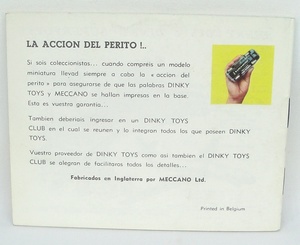 LA ACCION DEL PERITO !..
Si sois coleccionistas... cuando compréis un modelo
miniatura llevad siempre a cabo la «accion del
perito» para asegurarse de que las palabras DINKY
TOYS y MECCANO se hallan impresas en la base.
Esta es vuestra garantía...
Tambien deberiais ingresar en un DINKY TOYS
CLUB en el cual se reunen y lo integran todos los que poseen DINKY
TOYS.
Vuestro proveedor de DINKY TOYS como asi tambien el DINKY TOYS
CLUB se alegran de facilitaros todos los detalles...
Fabricados en Inglaterra por MECCANO Ltd.
Printed in Belgium